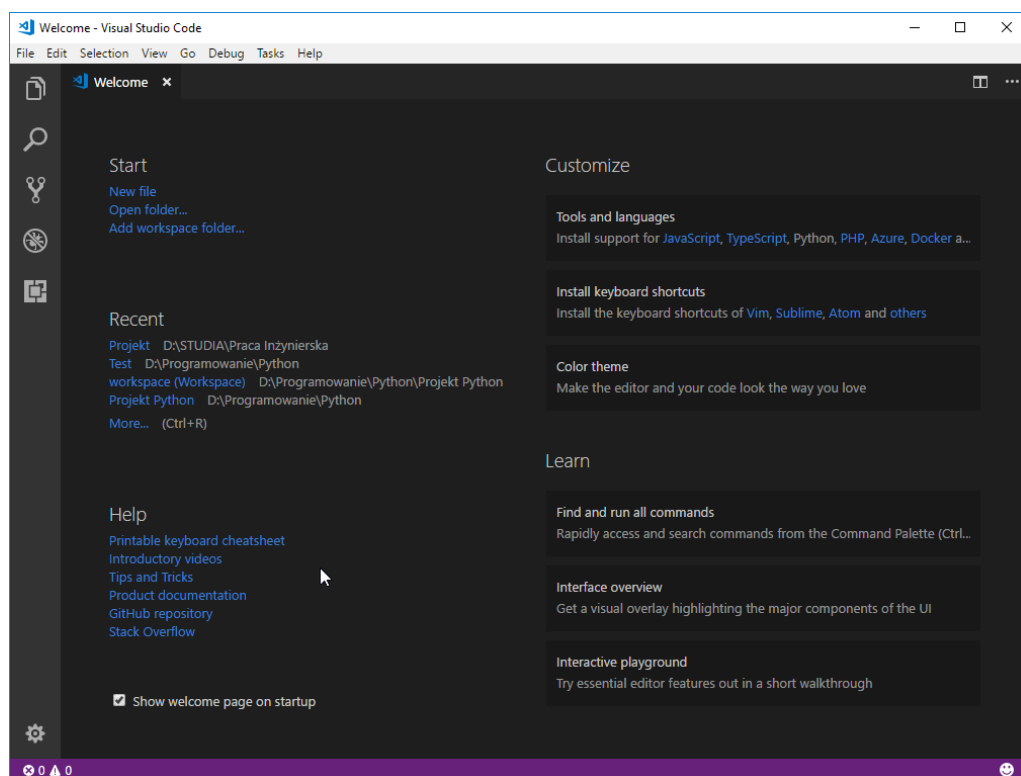 Welcome - Visual Studio Code
File Edit Selection View Go Debug Tasks Help
Welcome
Start
New file
Open folder...
Add workspace folder...
Recent
Projekt D:\STUDIA\Praca Inżynierska
Test D:\Programowanie\Python
workspace (Workspace) D:\Programowanie\Python\Projekt Python
Projekt Python D:\Programowanie\Python
More... (Ctrl+R)
Help
Printable keyboard cheatsheet
Introductory videos
Tips and Tricks
Product documentation
GitHub repository
Stack Overflow
Show welcome page on startup
Customize
Tools and languages
Install support for JavaScript, TypeScript, Python, PHP, Azure, Docker a...
Install keyboard shortcuts
Install the keyboard shortcuts of Vim, Sublime, Atom and others
Color theme
Make the editor and your code look the way you love
Learn
Find and run all commands
Rapidly access and search commands from the Command Palette (Ctrl...
Interface overview
Get a visual overlay highlighting the major components of the UI
Interactive playground
Try essential editor features out in a short walkthrough
0 0